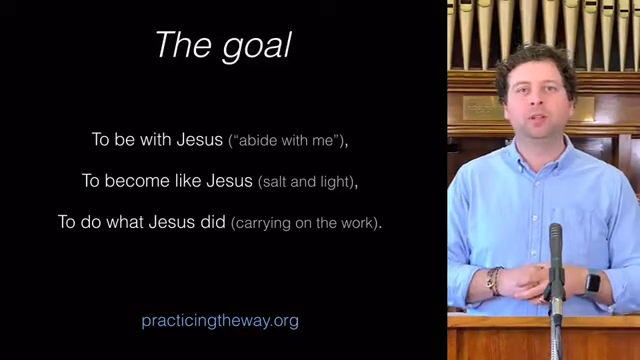 The goal
To be with Jesus (“abide with me”),
To become like Jesus (salt and light),
To do what Jesus did (carrying on the work).
practicingtheway.org